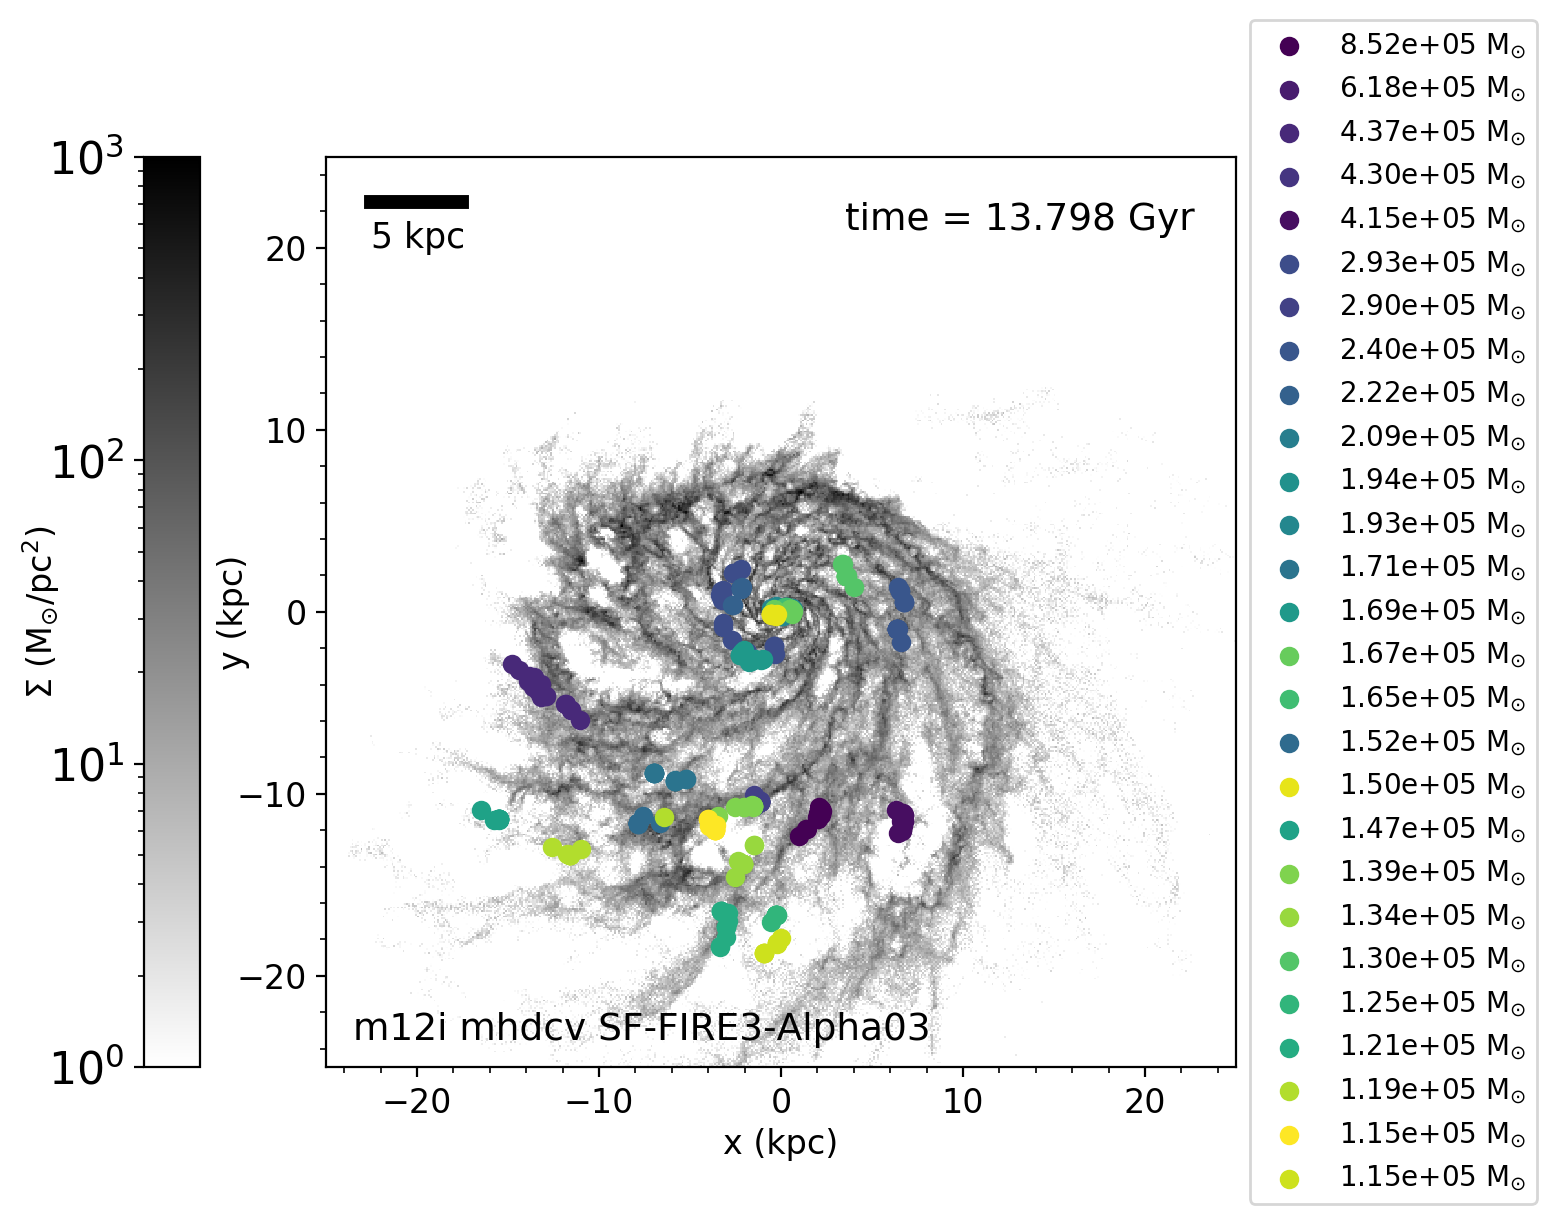 10³
10²
10¹
10⁰
Σ (M⊙/pc²)
y (kpc)
20
10
0
−10
−20
5 kpc
time = 13.798 Gyr
m12i mhdcv SF-FIRE3-Alpha03
−20 −10 0 10 20
x (kpc)
8.52e+05 M⊙
6.18e+05 M⊙
4.37e+05 M⊙
4.30e+05 M⊙
4.15e+05 M⊙
2.93e+05 M⊙
2.90e+05 M⊙
2.40e+05 M⊙
2.22e+05 M⊙
2.09e+05 M⊙
1.94e+05 M⊙
1.93e+05 M⊙
1.71e+05 M⊙
1.69e+05 M⊙
1.67e+05 M⊙
1.65e+05 M⊙
1.52e+05 M⊙
1.50e+05 M⊙
1.47e+05 M⊙
1.39e+05 M⊙
1.34e+05 M⊙
1.30e+05 M⊙
1.25e+05 M⊙
1.21e+05 M⊙
1.19e+05 M⊙
1.15e+05 M⊙
1.15e+05 M⊙